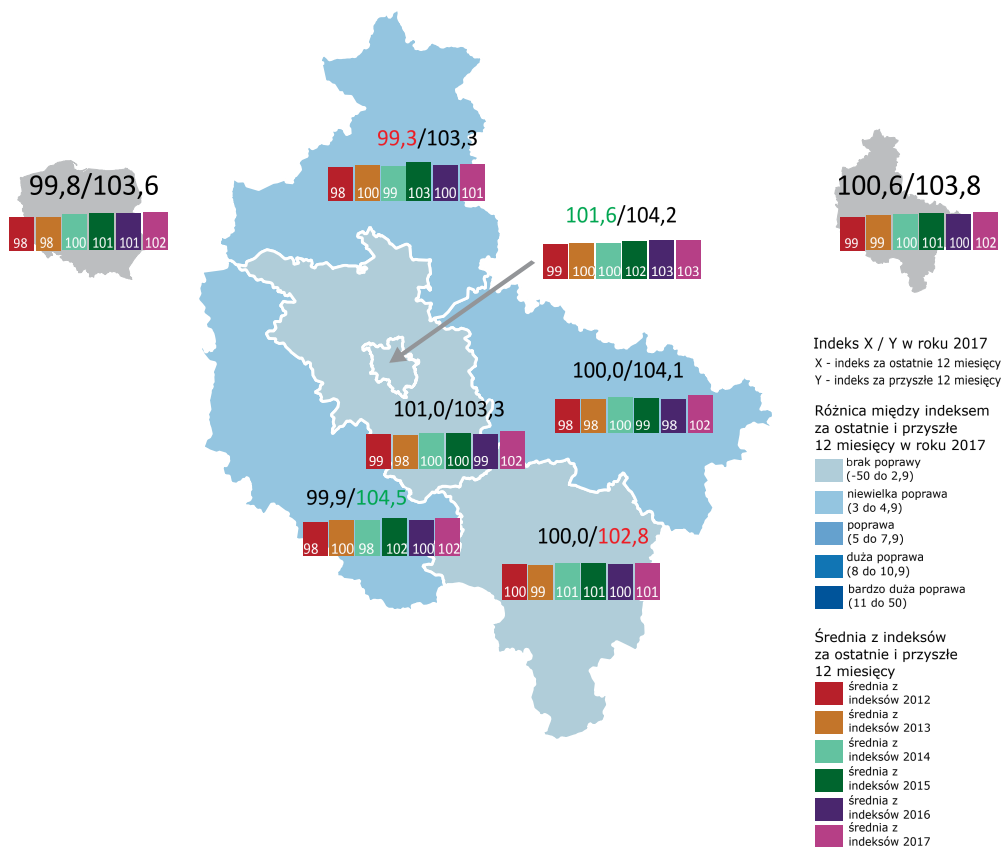 99,3/103,3
98 100 99 103 100 101
99,8/103,6
98 98 100 101 101 102
100,6/103,8
99 99 100 101 100 102
101,6/104,2
99 100 100 102 103 103
100,0/104,1
98 98 100 99 98 102
101,0/103,3
99 98 100 100 99 102
99,9/104,5
98 100 98 102 100 102
100,0/102,8
100 99 101 101 100 101
Indeks X / Y w roku 2017
X - indeks za ostatnie 12 miesięcy
Y - indeks za przyszłe 12 miesięcy
Różnica między indeksem
za ostatnie i przyszłe
12 miesięcy w roku 2017
brak poprawy
(-50 do 2,9)
niewielka poprawa
(3 do 4,9)
poprawa
(5 do 7,9)
duża poprawa
(8 do 10,9)
bardzo duża poprawa
(11 do 50)
Średnia z indeksów
za ostatnie i przyszłe
12 miesięcy
średnia z
indeksów 2012
średnia z
indeksów 2013
średnia z
indeksów 2014
średnia z
indeksów 2015
średnia z
indeksów 2016
średnia z
indeksów 2017